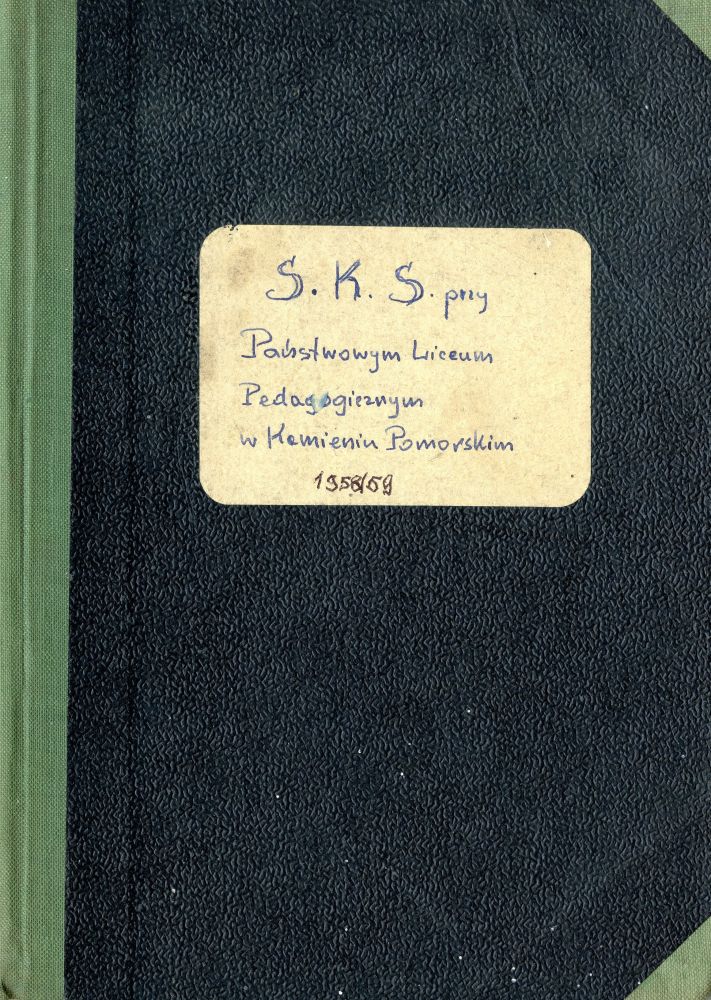 S. K. S. przy
Państwowym Liceum
Pedagogicznym
w Kamieniu Pomorskim
1958/59